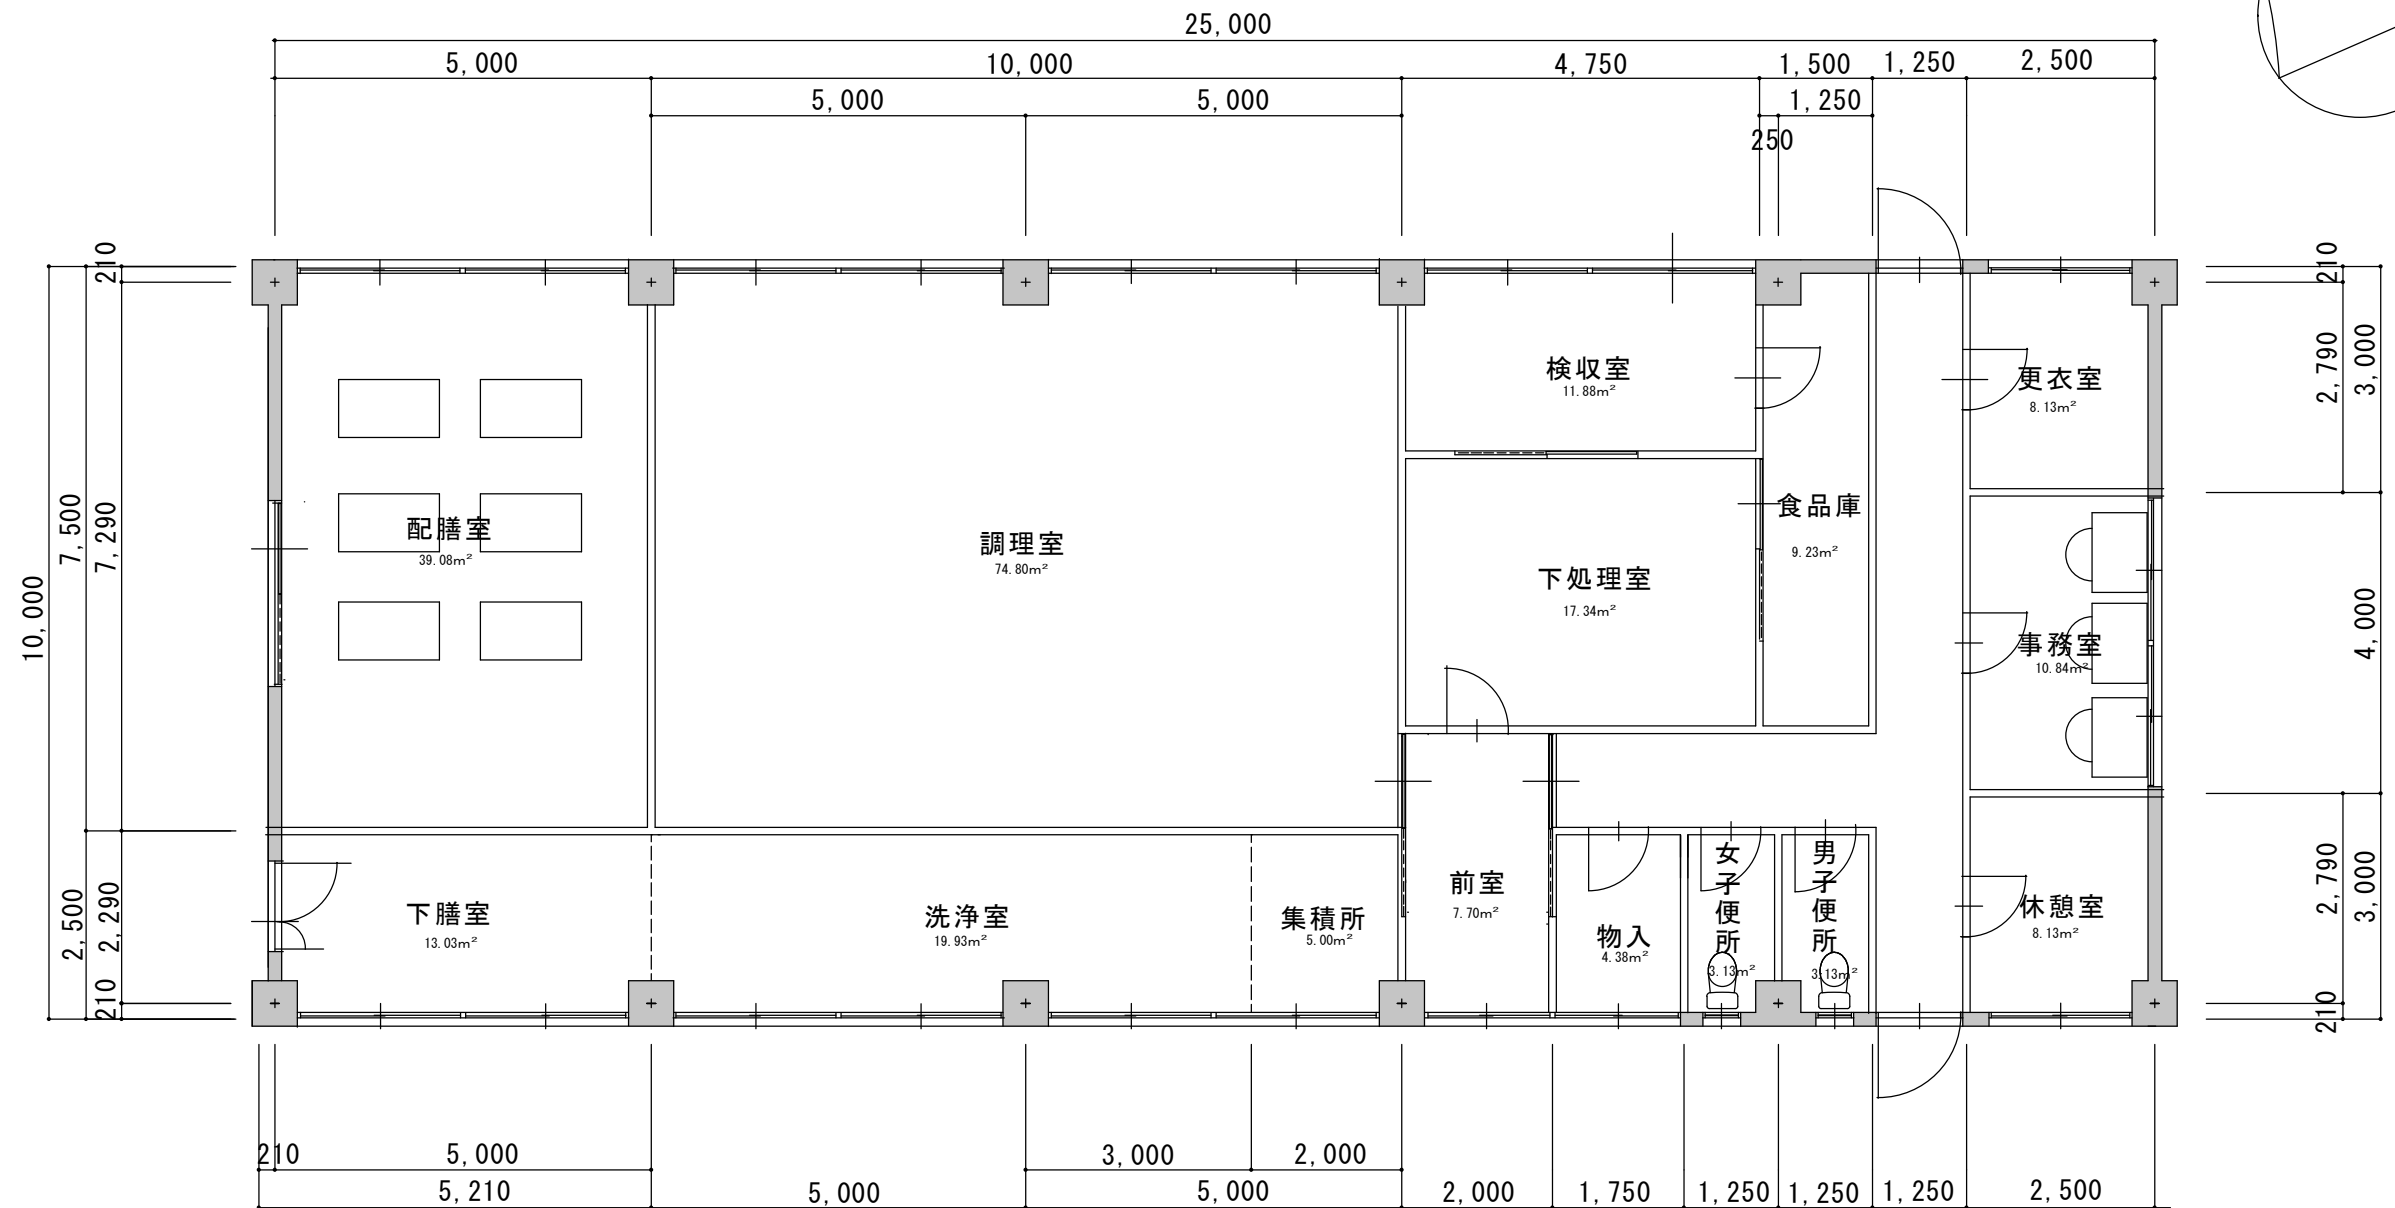 25,000
5,000
10,000
4,750
1,500
1,250
2,500
5,000
5,000
1,250
250
210
7,290
7,500
10,000
2,290
210
2,500
210
2,790
3,000
4,000
2,790
3,000
210
配膳室
39.08m²
調理室
74.80m²
検収室
11.88m²
下処理室
17.34m²
食品庫
9.23m²
更衣室
8.13m²
事務室
10.84m²
休憩室
8.13m²
下膳室
13.03m²
洗浄室
19.93m²
集積所
5.00m²
前室
7.70m²
物入
4.38m²
女子便所
3.13m²
男子便所
3.13m²
210
5,000
3,000
2,000
5,210
5,000
5,000
2,000
1,750
1,250
1,250
1,250
2,500